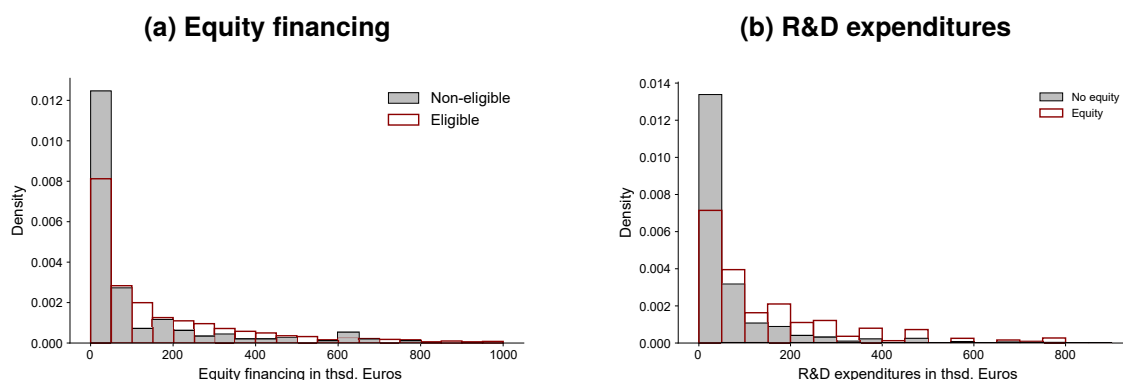 (a) Equity financing
Density
0.012
0.010
0.008
0.006
0.004
0.002
0.000
0
200
400
600
800
1000
Equity financing in thsd. Euros
Non-eligible
Eligible
(b) R&D expenditures
Density
0.014
0.012
0.010
0.008
0.006
0.004
0.002
0.000
0
200
400
600
800
R&D expenditures in thsd. Euros
No equity
Equity